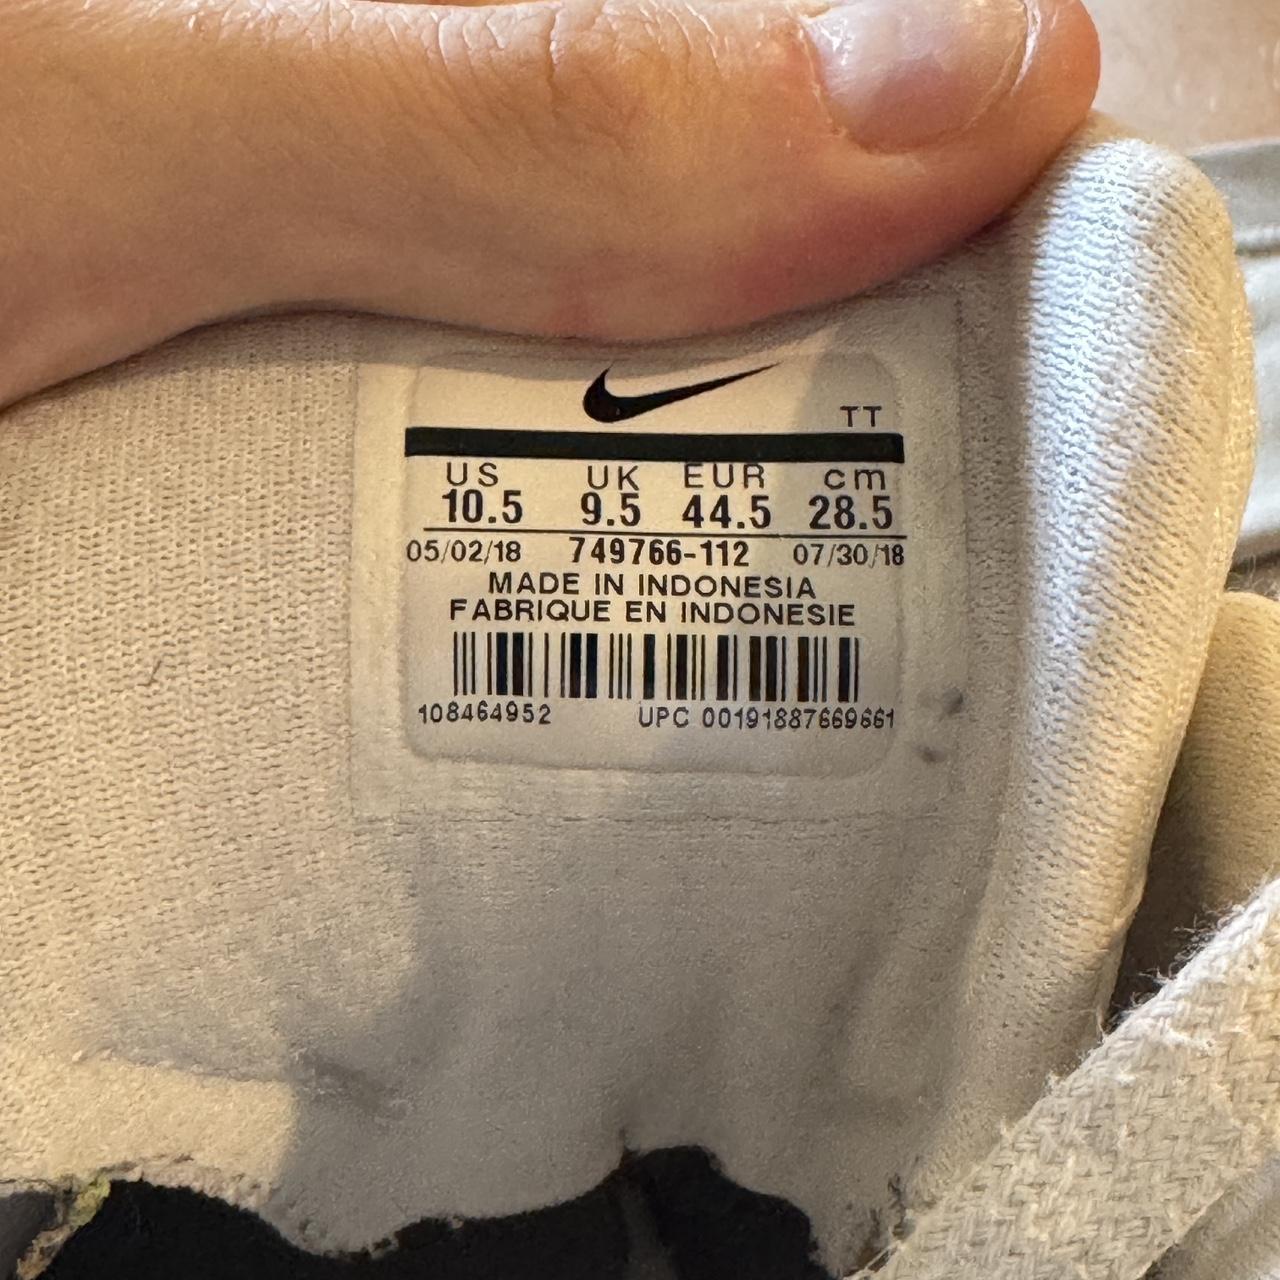 TT
US UK EUR cm
10.5 9.5 44.5 28.5
05/02/18 749766-112 07/30/18
MADE IN INDONESIA
FABRIQUE EN INDONESIE
108464952 UPC 00191887669661